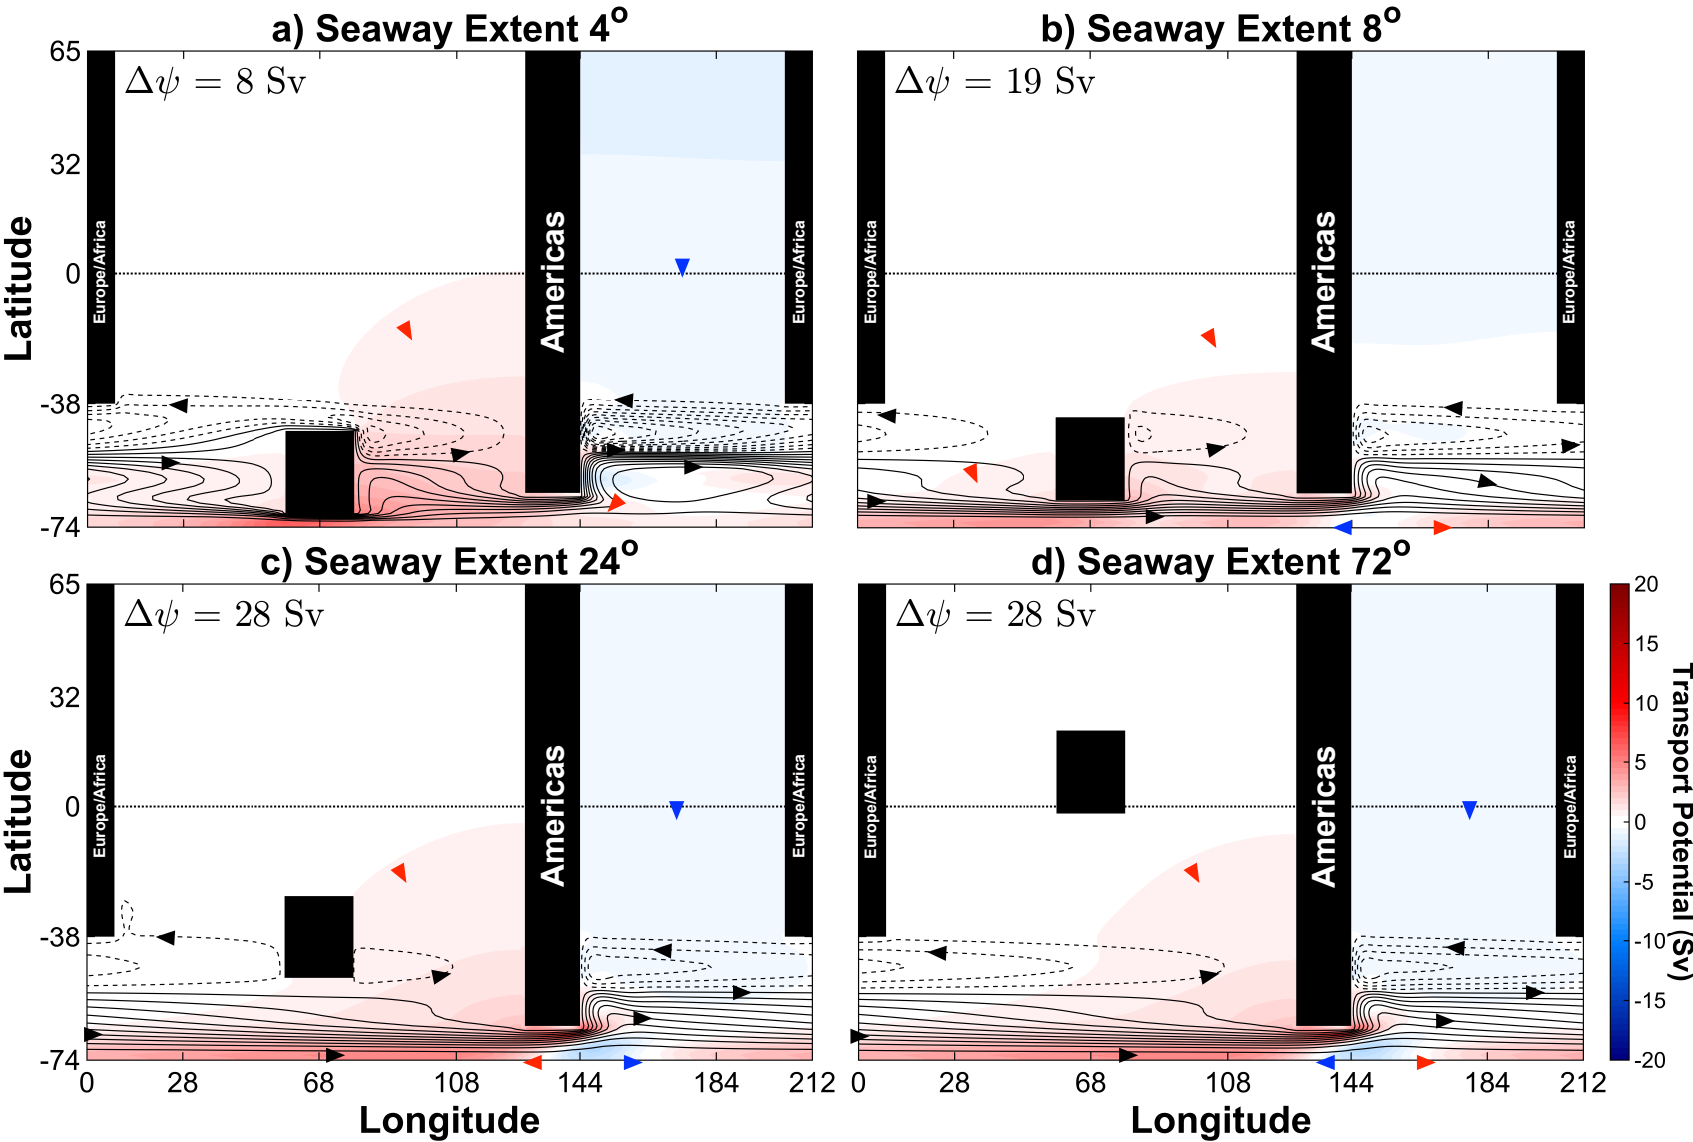 a) Seaway Extent 4°
b) Seaway Extent 8°
65
32
0
-38
-74
Latitude
Δψ = 8 Sv
Europe/Africa
Americas
Europe/Africa
Δψ = 19 Sv
Europe/Africa
Americas
Europe/Africa
c) Seaway Extent 24°
d) Seaway Extent 72°
65
32
0
-38
-74
Latitude
Δψ = 28 Sv
Europe/Africa
Americas
Europe/Africa
Δψ = 28 Sv
Europe/Africa
Americas
Europe/Africa
0 28 68 108 144 184 212
Longitude
0 28 68 108 144 184 212
Longitude
20
15
10
5
0
-5
-10
-15
-20
Transport Potential (Sv)